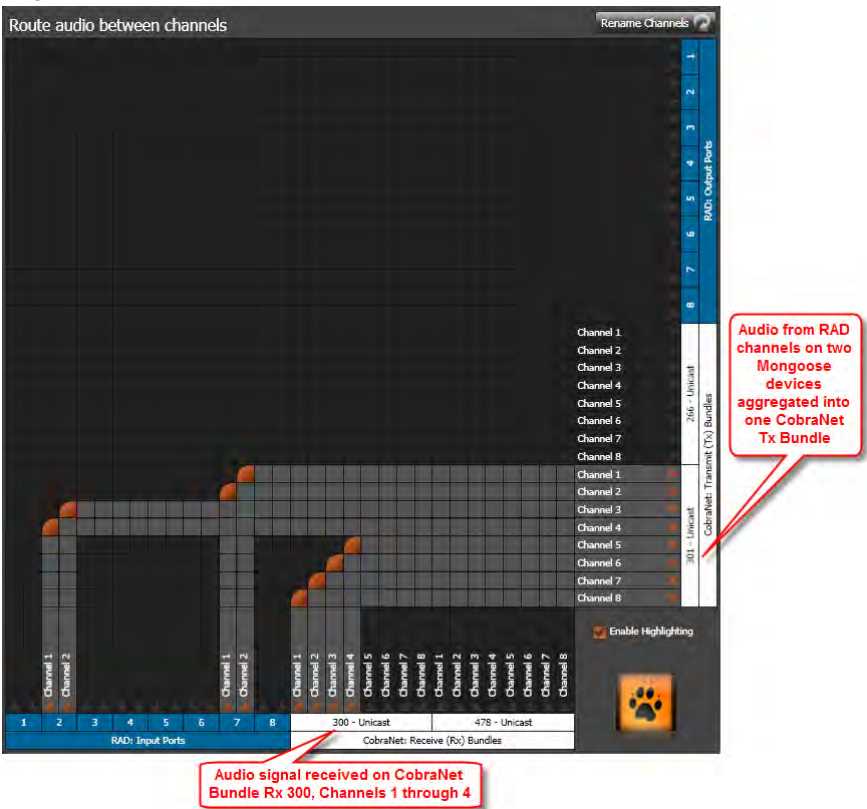 Route audio between channels
Rename Channels
1
2
3
4
5
6
7
8
RAD: Output Ports
Channel 1
Channel 2
Channel 3
Channel 4
Channel 5
Channel 6
Channel 7
Channel 8
266 - Unicast
Channel 1
Channel 2
Channel 3
Channel 4
Channel 5
Channel 6
Channel 7
Channel 8
301 - Unicast
CobraNet: Transmit (Tx) Bundles
Audio from RAD
channels on two
Mongoose
devices
aggregated into
one CobraNet
Tx Bundle
Enable Highlighting
Channel 1
Channel 2
Channel 1
Channel 2
Channel 1
Channel 2
Channel 3
Channel 4
Channel 5
Channel 6
Channel 7
Channel 8
Channel 1
Channel 2
Channel 3
Channel 4
Channel 5
Channel 6
Channel 7
Channel 8
1 2 3 4 5 6 7 8
300 - Unicast
478 - Unicast
RAD: Input Ports
CobraNet: Receive (Rx) Bundles
Audio signal received on CobraNet
Bundle Rx 300, Channels 1 through 4